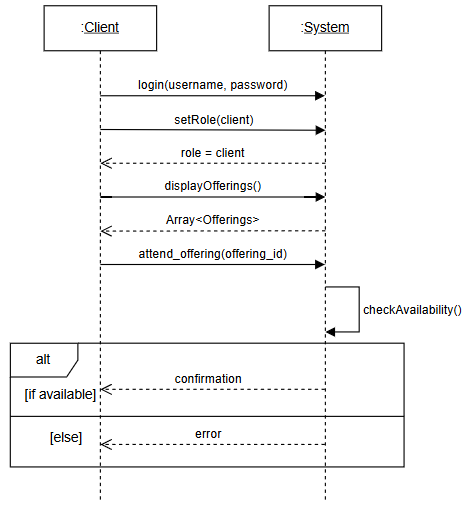 :Client
:System
login(username, password)
setRole(client)
role = client
displayOfferings()
Array<Offerings>
attend_offering(offering_id)
checkAvailability()
alt
confirmation
[if available]
error
[else]